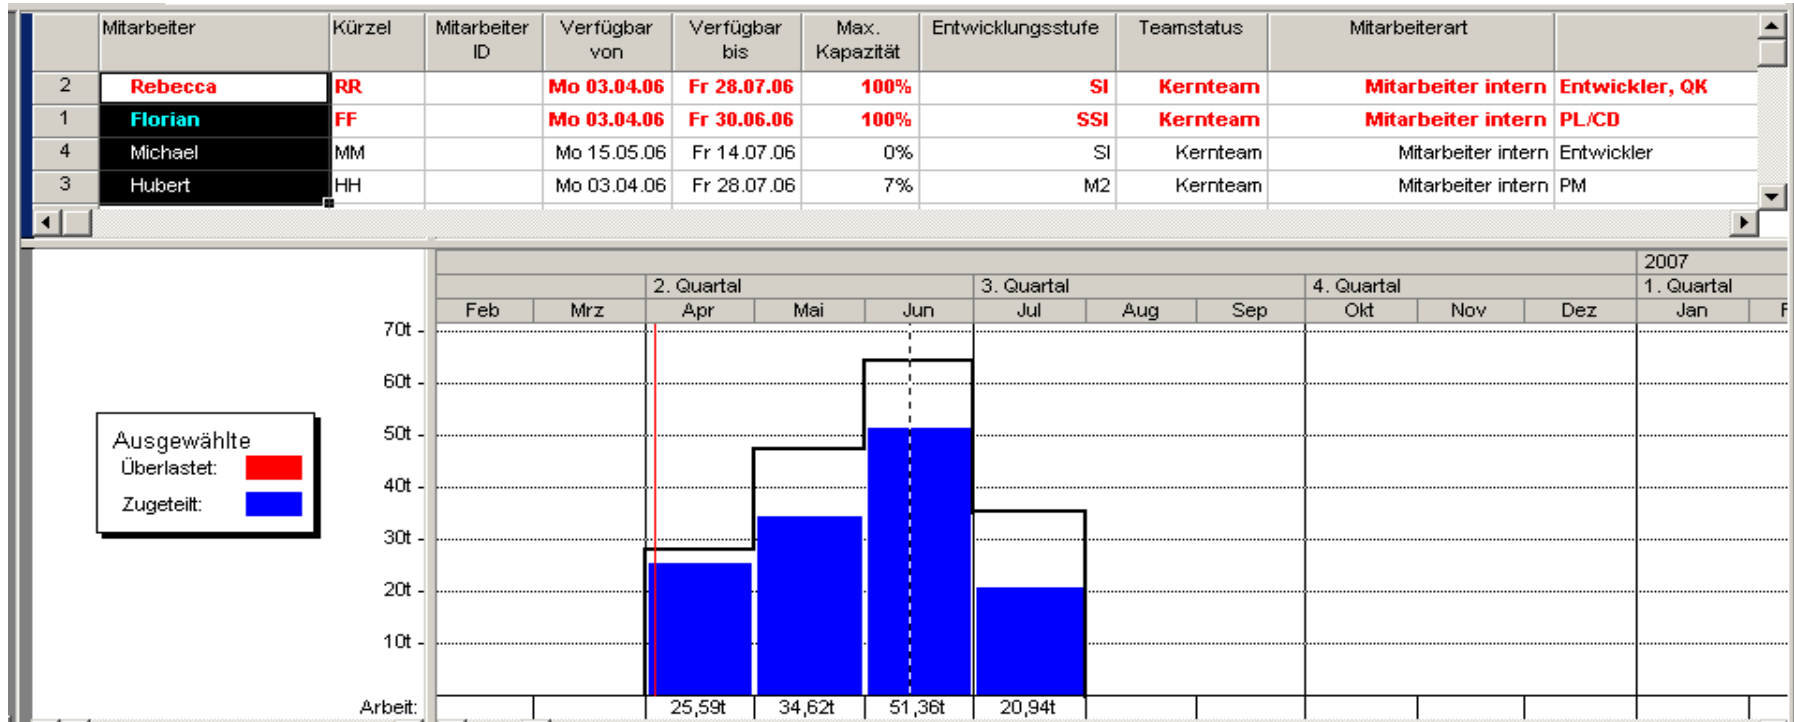 Mitarbeiter Kürzel Mitarbeiter Verfügbar Verfügbar Max. Entwicklungsstufe Teamstatus Mitarbeiterart
ID von bis Kapazität
2 Rebecca RR Mo 03.04.06 Fr 28.07.06 100% SI Kernteam Mitarbeiter intern Entwickler, QK
1 Florian FF Mo 03.04.06 Fr 30.06.06 100% SSI Kernteam Mitarbeiter intern PL/CD
4 Michael MM Mo 15.05.06 Fr 14.07.06 0% SI Kernteam Mitarbeiter intern Entwickler
3 Hubert HH Mo 03.04.06 Fr 28.07.06 7% M2 Kernteam Mitarbeiter intern PM
2007
2. Quartal 3. Quartal 4. Quartal 1. Quartal
Feb Mrz Apr Mai Jun Jul Aug Sep Okt Nov Dez Jan F
70t
60t
50t
40t
30t
20t
10t
Ausgewählte
Überlastet:
Zugeteilt:
Arbeit: 25,59t 34,62t 51,36t 20,94t